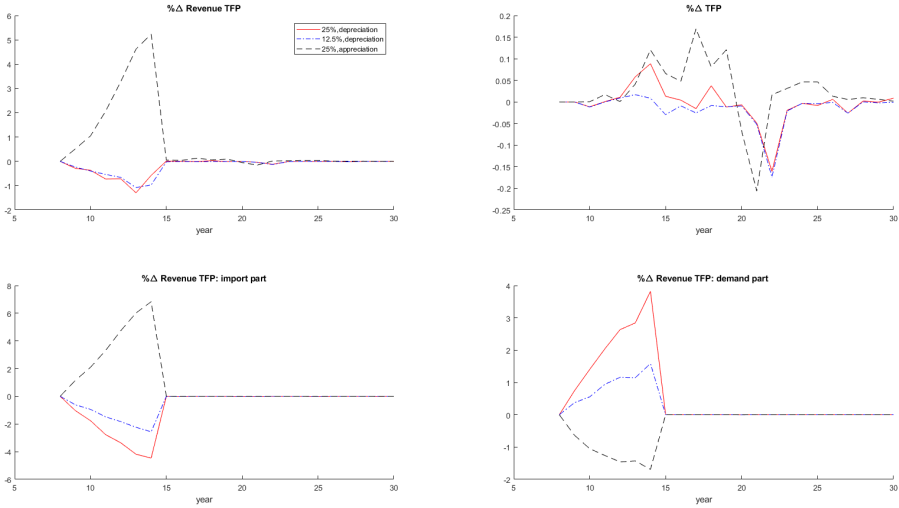 %Δ Revenue TFP
6
5
4
3
2
1
0
-1
-2
5 10 15 20 25 30
year
25%,depreciation
12.5%,depreciation
25%,appreciation
%Δ TFP
0.2
0.15
0.1
0.05
0
-0.05
-0.1
-0.15
-0.2
-0.25
5 10 15 20 25 30
year
%Δ Revenue TFP: import part
8
6
4
2
0
-2
-4
-6
5 10 15 20 25 30
year
%Δ Revenue TFP: demand part
4
3
2
1
0
-1
-2
5 10 15 20 25 30
year